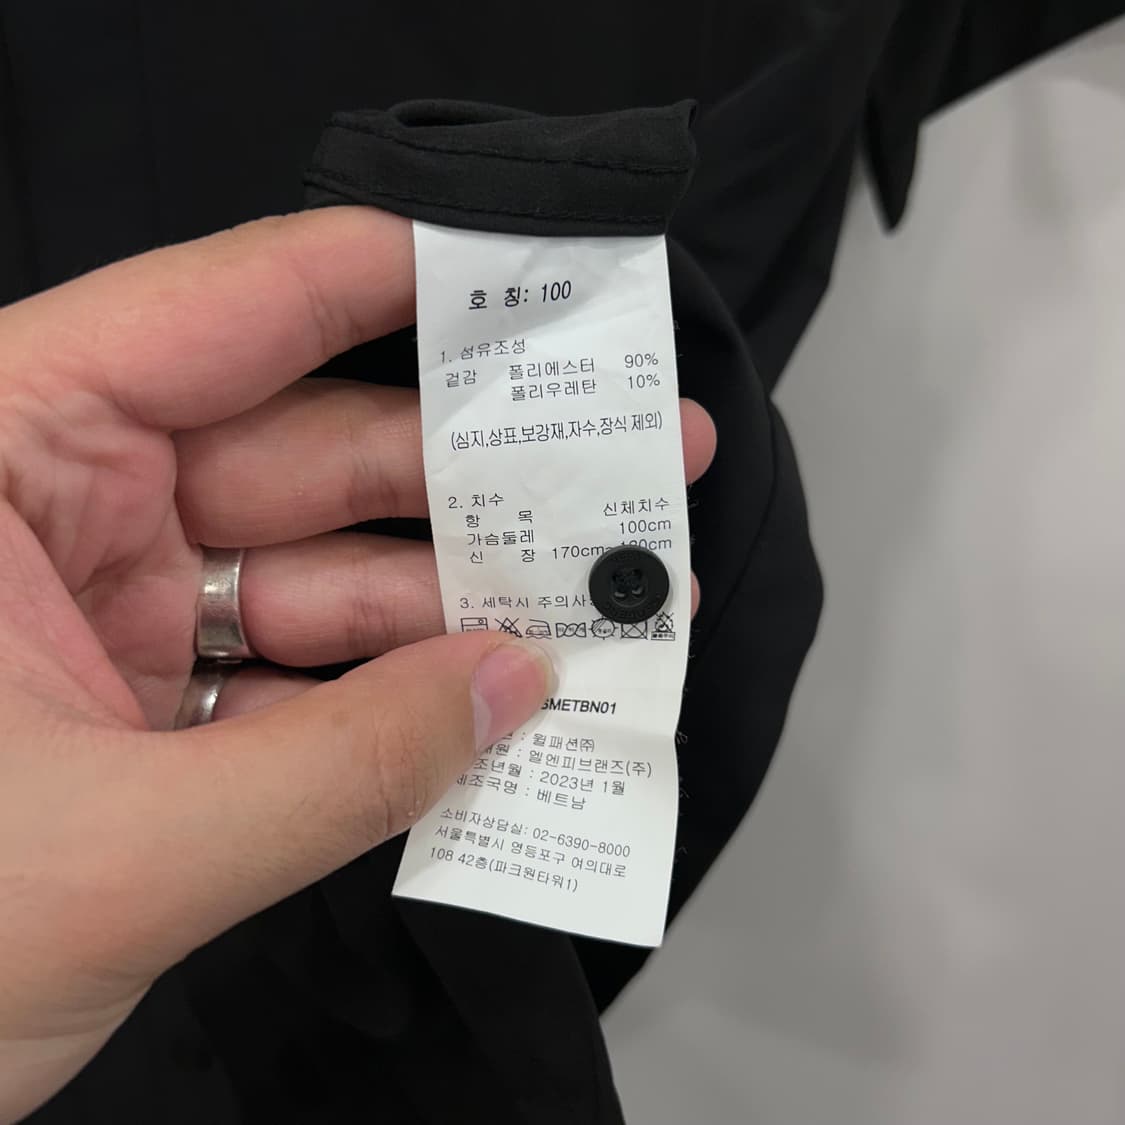 호 칭: 100
1. 섬유조성
겉감 폴리에스터 90%
폴리우레탄 10%
(심지,상표,보강재,자수,장식 제외)
2. 치수
항 목 신체치수
가슴둘레 100cm
신 장 170cm~180cm
3. 세탁시 주의사
SMETBN01
: 윌패션㈜
: 엘엔피브랜즈(주)
조년월 : 2023년 1월
제조국명 : 베트남
소비자상담실: 02-6390-8000
서울특별시 영등포구 여의대로
108 42층(파크원타워1)